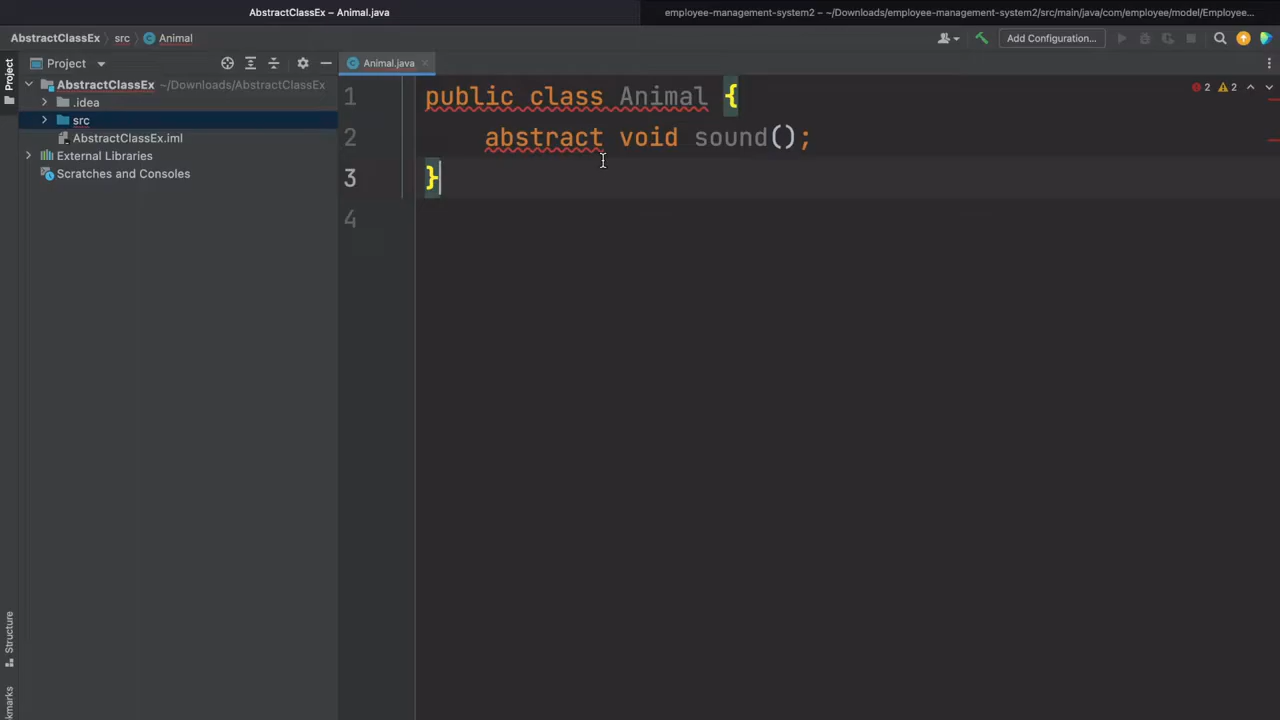 AbstractClassEx – Animal.java
employee-management-system2 – ~/Downloads/employee-management-system2/src/main/java/com/employee/model/Employee...
AbstractClassEx
src
Animal
Add Configuration...
Project
Project
Animal.java
AbstractClassEx ~/Downloads/AbstractClassEx
.idea
src
AbstractClassEx.iml
External Libraries
Scratches and Consoles
2 2
1 public class Animal {
2 abstract void sound();
3 }
4
Structure